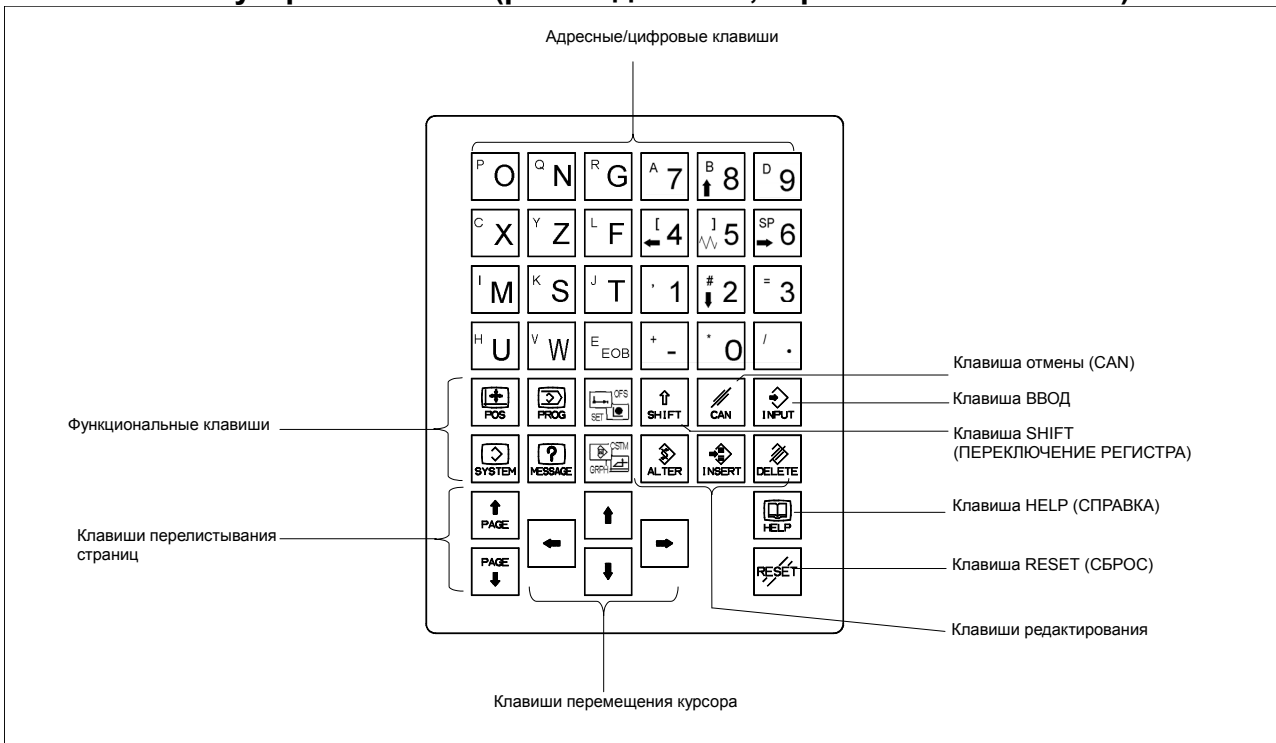 Адресные/цифровые клавиши
P O Q N R G A 7 B 8 D 9
C X Y Z L F [ 4 ] 5 SP 6
I M K S J T , 1 # 2 = 3
H U V W E EOB + - * 0 / .
POS PROG OFS SET SHIFT CAN INPUT
SYSTEM MESSAGE CSTM GRPH ALTER INSERT DELETE
PAGE HELP
PAGE RESET
Функциональные клавиши
Клавиши перелистывания
страниц
Клавиша отмены (CAN)
Клавиша ВВОД
Клавиша SHIFT
(ПЕРЕКЛЮЧЕНИЕ РЕГИСТРА)
Клавиша HELP (СПРАВКА)
Клавиша RESET (СБРОС)
Клавиши редактирования
Клавиши перемещения курсора